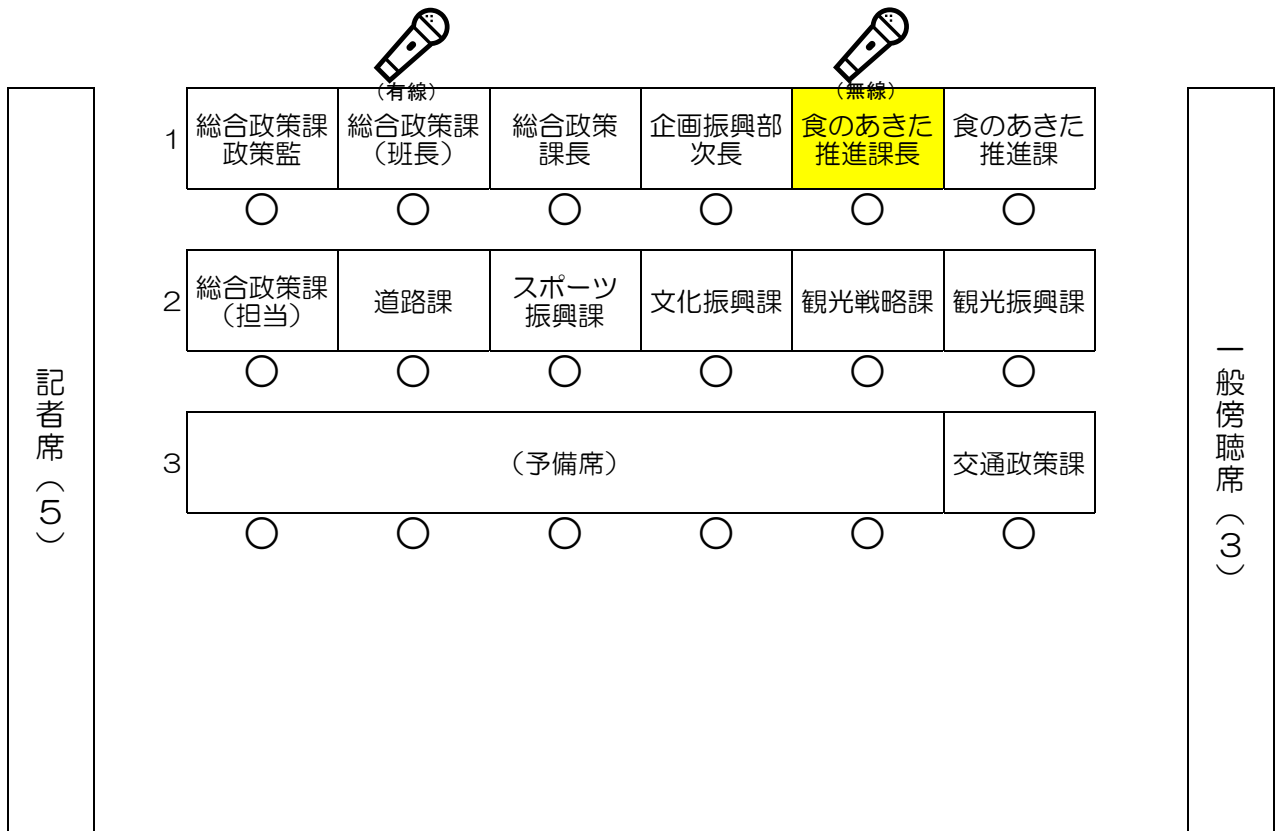 （有線）
（無線）
1
総合政策課
政策監
総合政策課
（班長）
総合政策
課長
企画振興部
次長
食のあきた
推進課長
食のあきた
推進課
2
総合政策課
（担当）
道路課
スポーツ
振興課
文化振興課
観光戦略課
観光振興課
3
（予備席）
交通政策課
記者席（5）
一般傍聴席（3）